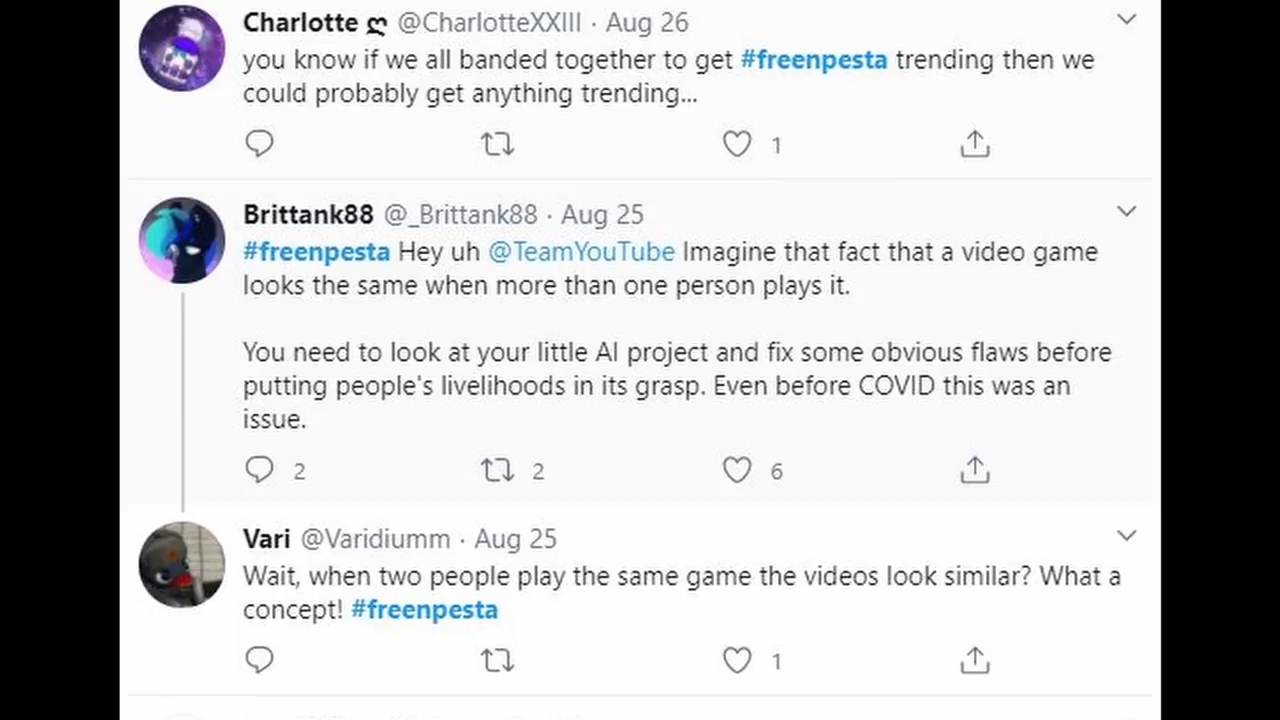 Charlotte ღ @CharlotteXXIII · Aug 26
you know if we all banded together to get #freenpesta trending then we
could probably get anything trending...
1
Brittank88 @_Brittank88 · Aug 25
#freenpesta Hey uh @TeamYouTube Imagine that fact that a video game
looks the same when more than one person plays it.
You need to look at your little AI project and fix some obvious flaws before
putting people's livelihoods in its grasp. Even before COVID this was an
issue.
2 2 6
Vari @Varidiumm · Aug 25
Wait, when two people play the same game the videos look similar? What a
concept! #freenpesta
1